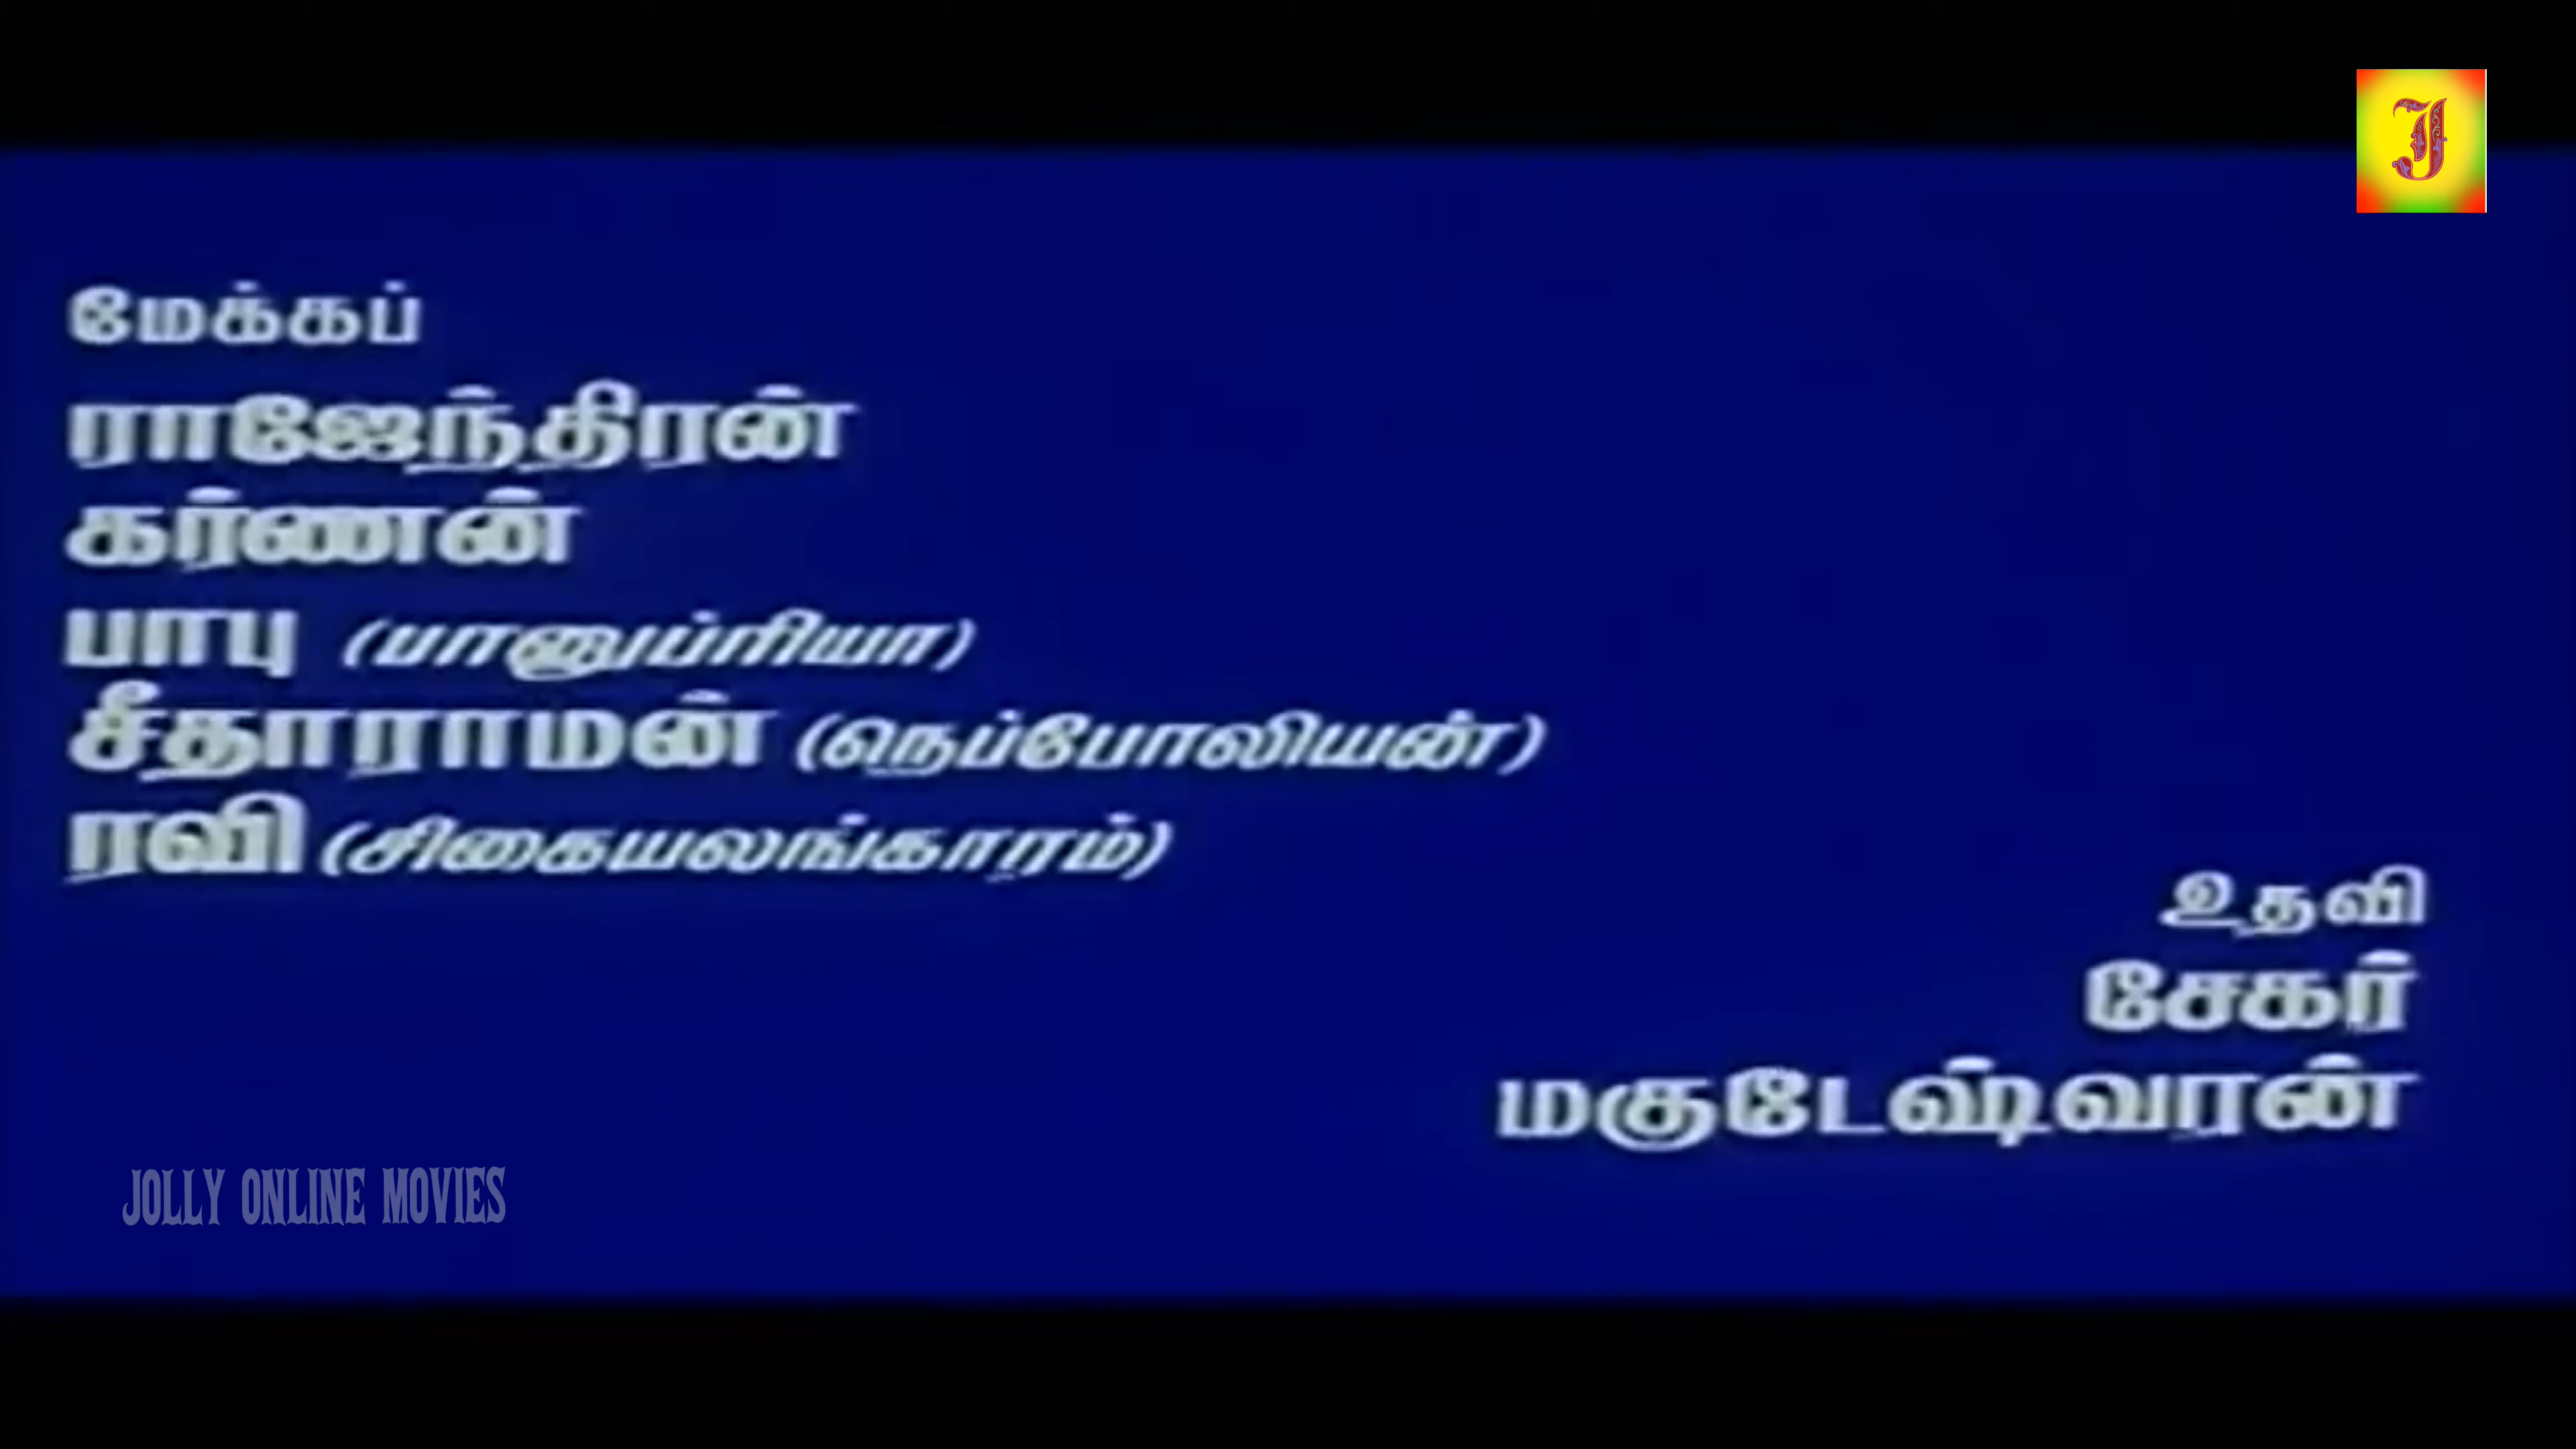 J
மேக்கப்
ராஜேந்திரன்
கர்ணன்
பாபு (பானுப்ரியா)
சீதாராமன் (நெப்போலியன்)
ரவி (சிகையலங்காரம்)
உதவி
சேகர்
மகுடேஷ்வரன்
JOLLY ONLINE MOVIES